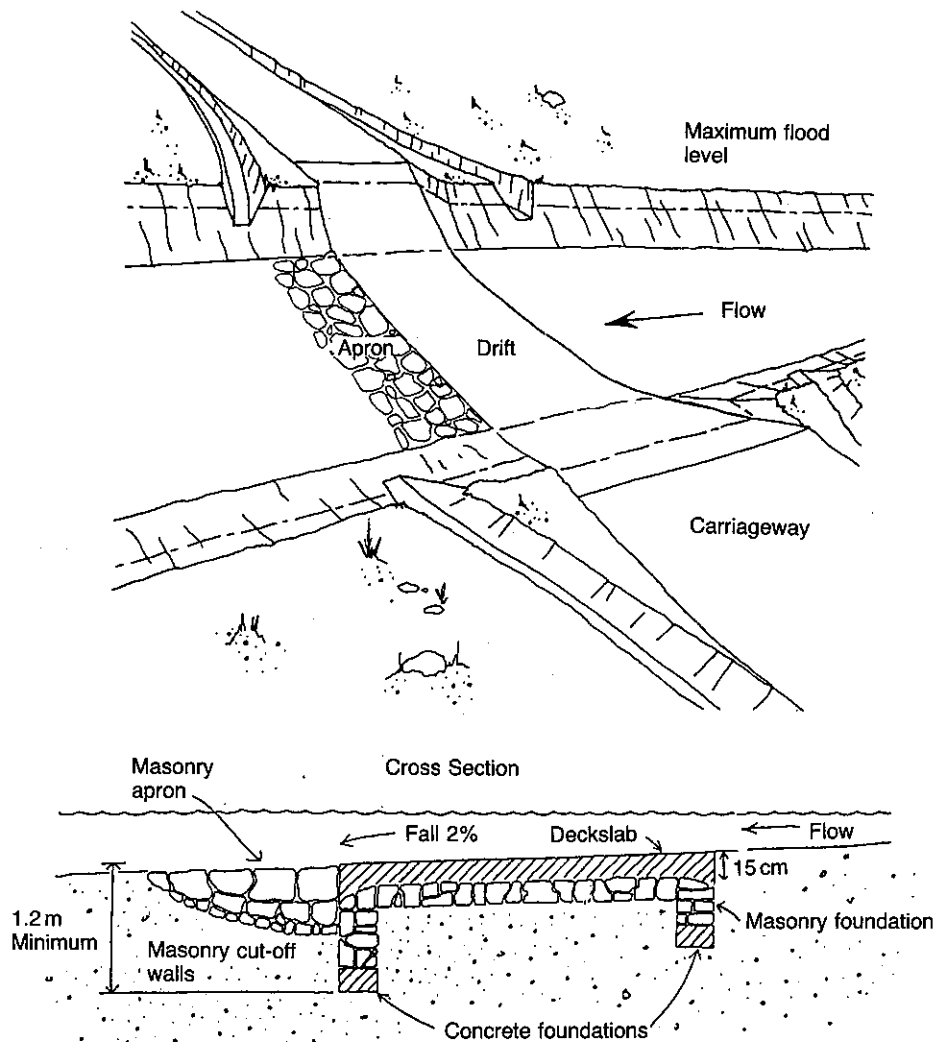 Maximum flood
level
Flow
Apron
Drift
Carriageway
Cross Section
Masonry
apron
Fall 2%
Deckslab
Flow
15 cm
1.2 m
Minimum
Masonry cut-off
walls
Masonry foundation
Concrete foundations